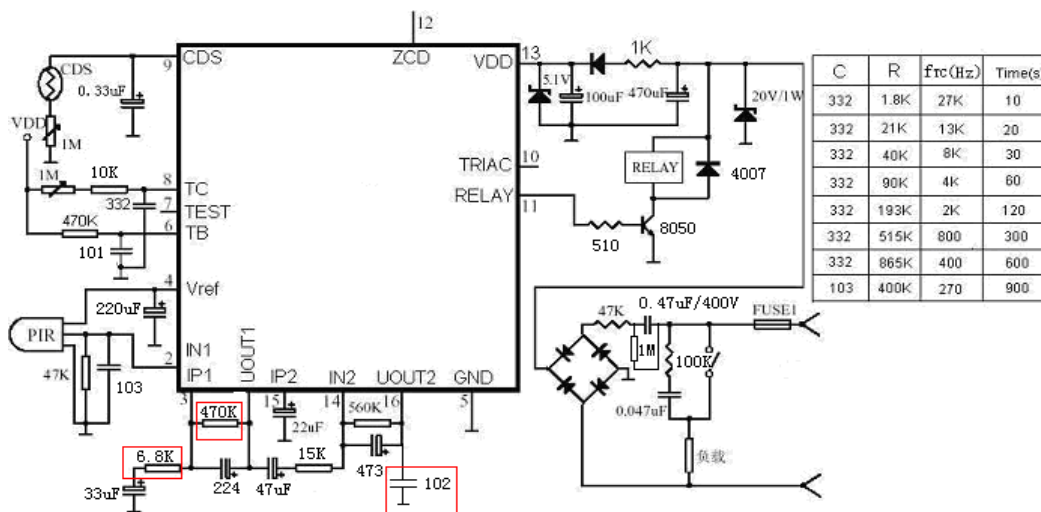 12
CDS
ZCD
VDD
13
9
1K
CDS
0.33uF
5.1V
100uF
470uF
20V/1W
VDD
1M
1M
10K
8
TC
332
7
TEST
470K
6
TB
101
TRIAC
10
RELAY
11
RELAY
4007
510
8050
4
Vref
220uF
PIR
47K
103
2
IN1
IP1
UOUT1
IP2
IN2
UOUT2
GND
3
1
15
14
16
5
470K
22uF
560K
6.8K
33uF
224
47uF
15K
473
102
47K
0.47uF/400V
FUSE1
1M
100K
0.047uF
负载
C R frc(Hz) Time(s)
332 1.8K 27K 10
332 21K 13K 20
332 40K 8K 30
332 90K 4K 60
332 193K 2K 120
332 515K 800 300
332 865K 400 600
103 400K 270 900